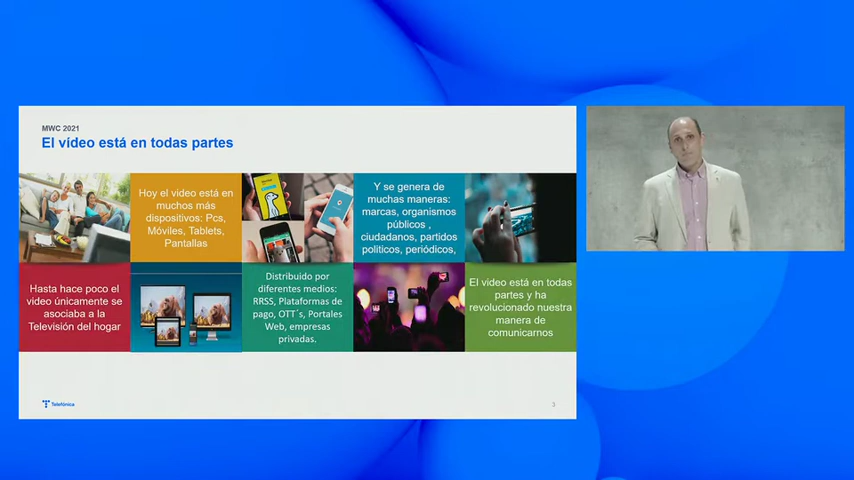 MWC 2021
El vídeo está en todas partes
Hoy el video está en
muchos más
dispositivos: Pcs,
Móviles, Tablets,
Pantallas
Y se genera de
muchas maneras:
marcas, organismos
públicos ,
ciudadanos, partidos
políticos, periódicos,
Hasta hace poco el
video únicamente se
asociaba a la
Televisión del hogar
Distribuido por
diferentes medios:
RRSS, Plataformas de
pago, OTT´s, Portales
Web, empresas
privadas.
El video está en todas
partes y ha
revolucionado nuestra
manera de
comunicarnos
Telefónica
3